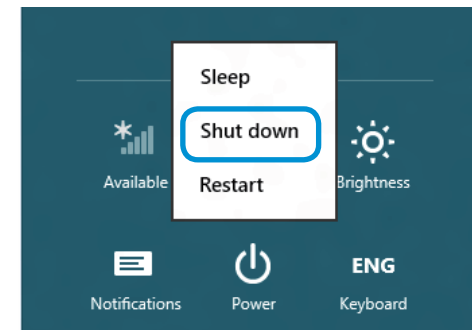 Sleep
Shut down
Restart
Available
Brightness
Notifications
Power
ENG
Keyboard